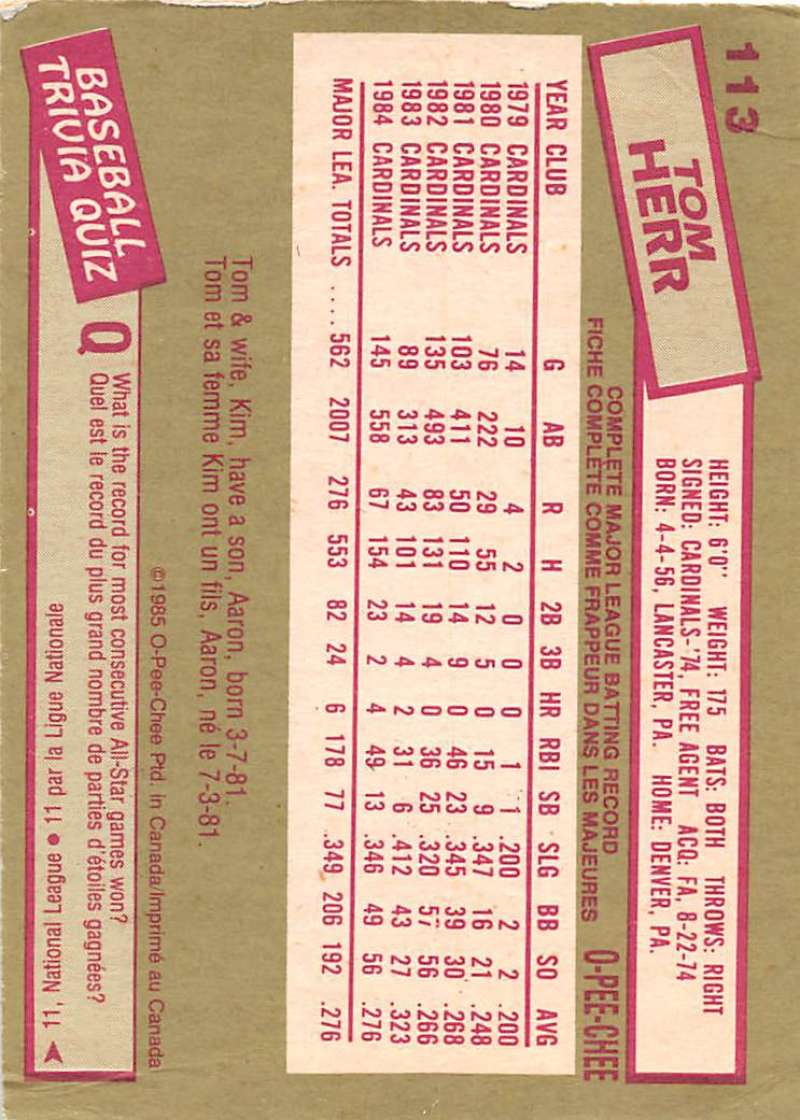 113
TOM
HERR
HEIGHT: 6'0" WEIGHT: 175 BATS: BOTH THROWS: RIGHT
SIGNED: CARDINALS-'74, FREE AGENT ACQ: FA, 8-22-74
BORN: 4-4-56, LANCASTER, PA. HOME: DENVER, PA.
COMPLETE MAJOR LEAGUE BATTING RECORD
FICHE COMPLÈTE COMME FRAPPEUR DANS LES MAJEURES
O-PEE-CHEE
YEAR CLUB G AB R H 2B 3B HR RBI SB SLG BB SO AVG
1979 CARDINALS 14 10 4 2 0 0 0 1 1 .200 2 2 .200
1980 CARDINALS 76 222 29 55 12 5 0 15 9 .347 16 21 .248
1981 CARDINALS 103 411 50 110 14 9 0 46 23 .345 39 30 .268
1982 CARDINALS 135 493 83 131 19 4 0 36 25 .320 57 56 .266
1983 CARDINALS 89 313 43 101 14 4 2 31 6 .412 43 27 .323
1984 CARDINALS 145 558 67 154 23 2 4 49 13 .346 49 56 .276
MAJOR LEA. TOTALS .... 562 2007 276 553 82 24 6 178 77 .349 206 192 .276
Tom & wife, Kim, have a son, Aaron, born 3-7-81.
Tom et sa femme Kim ont un fils, Aaron, né le 7-3-81.
©1985 O-Pee-Chee Ptd. in Canada/Imprimé au Canada
BASEBALL
TRIVIA QUIZ
Q What is the record for most consecutive All-Star games won?
Quel est le record du plus grand nombre de parties d'étoiles gagnées?
11, National League • 11 par la Ligue Nationale